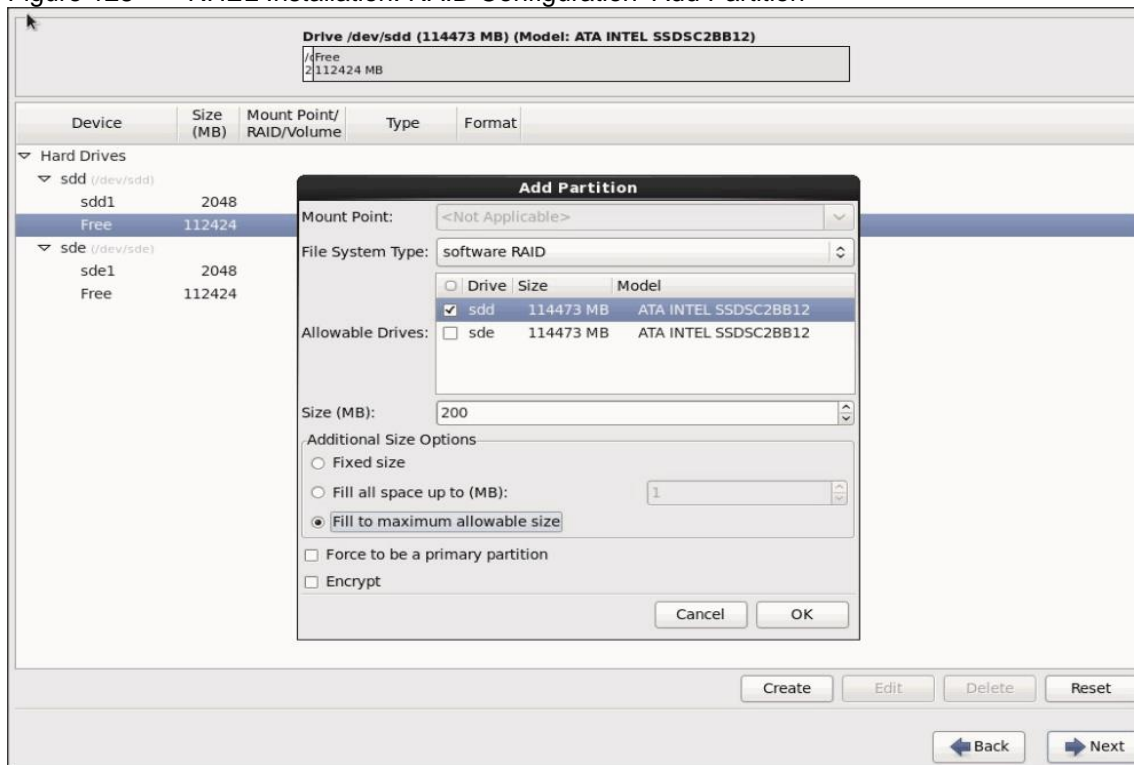 Drive /dev/sdd (114473 MB) (Model: ATA INTEL SSDSC2BB12)
Free
2 112424 MB
Device Size (MB) Mount Point/ RAID/Volume Type Format
Hard Drives
sdd (/dev/sdd)
sdd1 2048
Free 112424
sde (/dev/sde)
sde1 2048
Free 112424
Add Partition
Mount Point: <Not Applicable>
File System Type: software RAID
Allowable Drives:
Drive Size Model
sdd 114473 MB ATA INTEL SSDSC2BB12
sde 114473 MB ATA INTEL SSDSC2BB12
Size (MB): 200
Additional Size Options
Fixed size
Fill all space up to (MB): 1
Fill to maximum allowable size
Force to be a primary partition
Encrypt
Cancel OK
Create Edit Delete Reset
Back Next